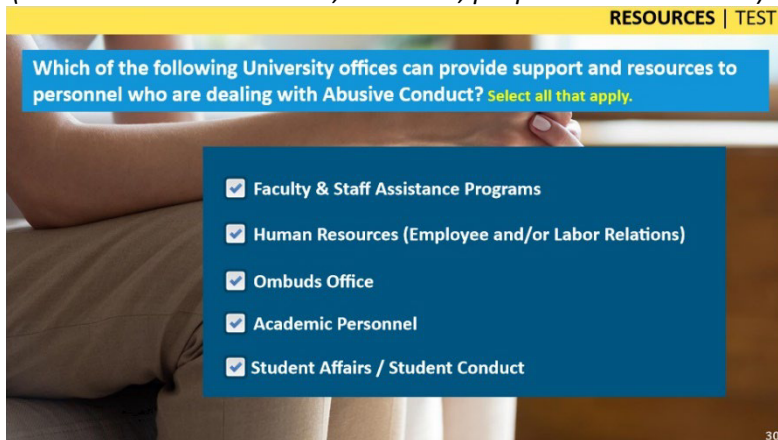 RESOURCES | TEST
Which of the following University offices can provide support and resources to
personnel who are dealing with Abusive Conduct? Select all that apply.
Faculty & Staff Assistance Programs
Human Resources (Employee and/or Labor Relations)
Ombuds Office
Academic Personnel
Student Affairs / Student Conduct
30